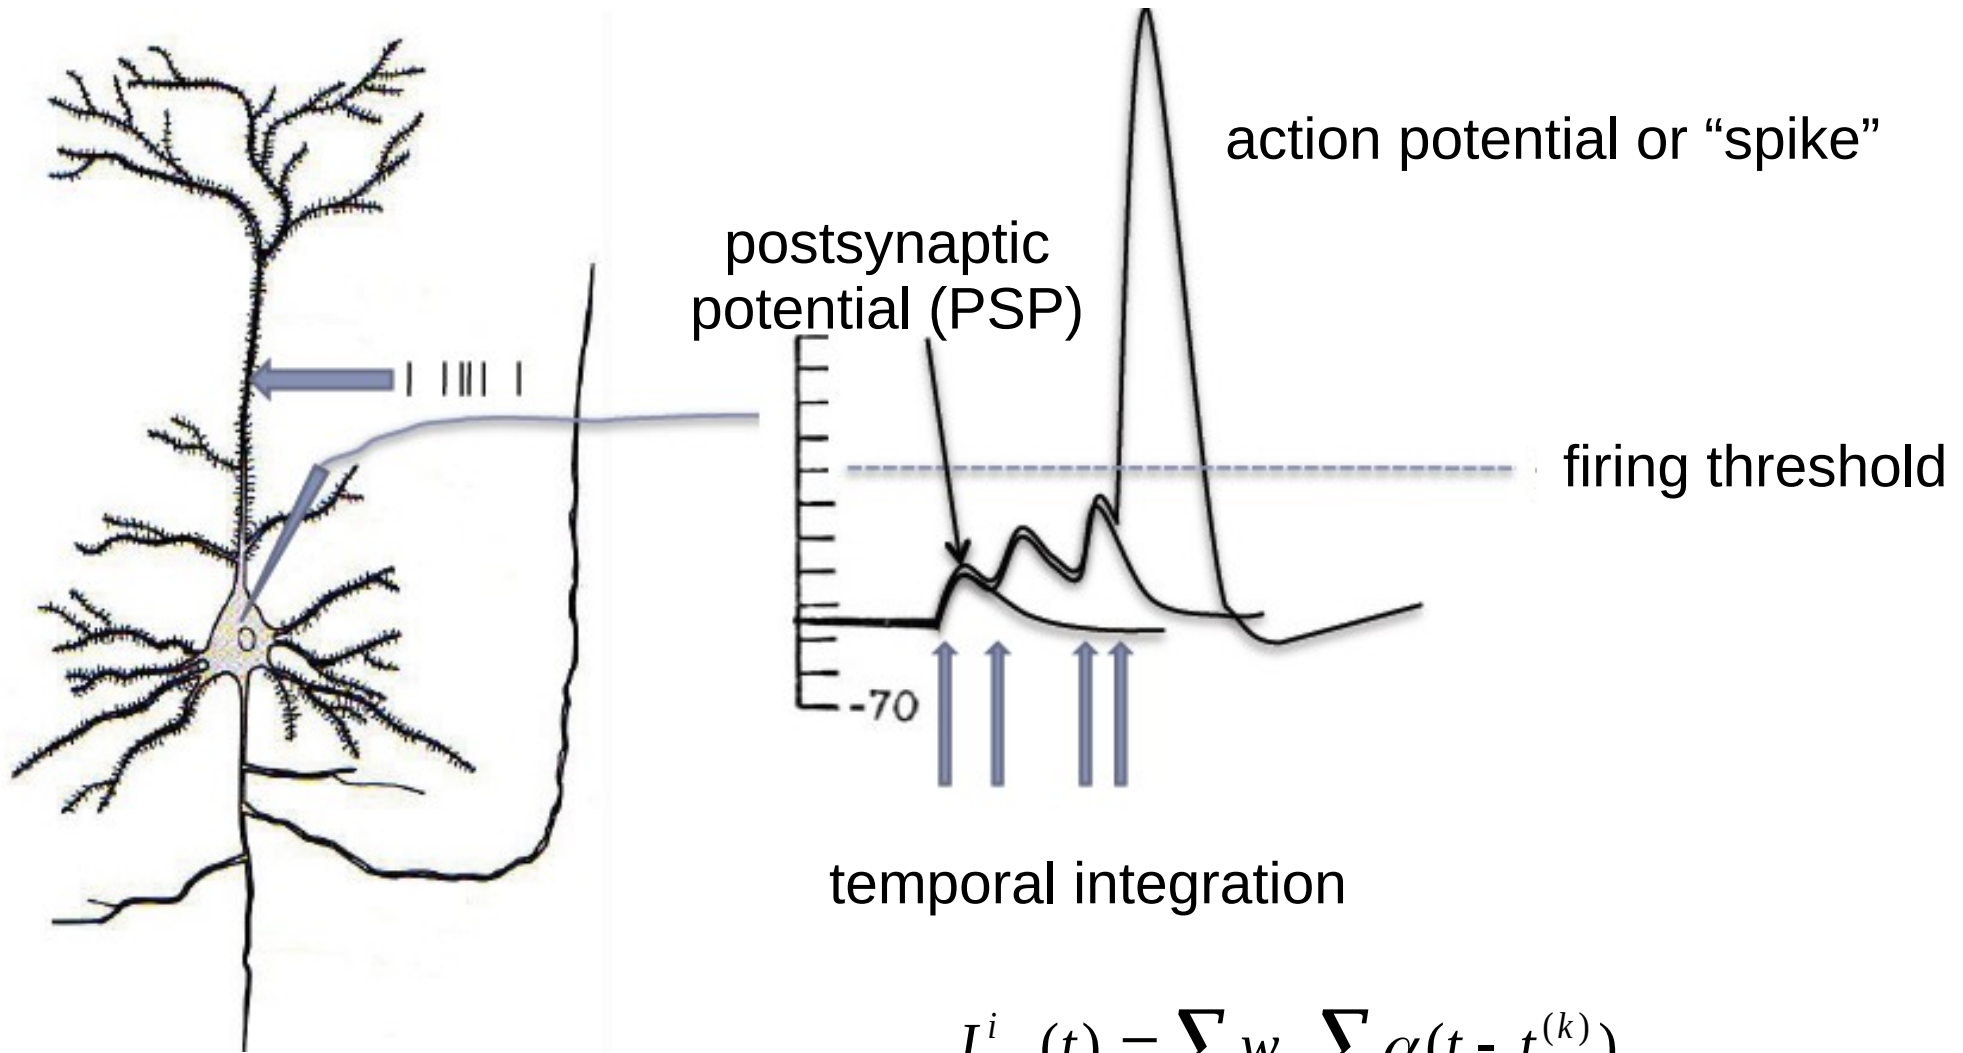 action potential or “spike”
postsynaptic
potential (PSP)
firing threshold
-70
temporal integration
I^i (t) = ∑ w ∑ α(t - t^(k))